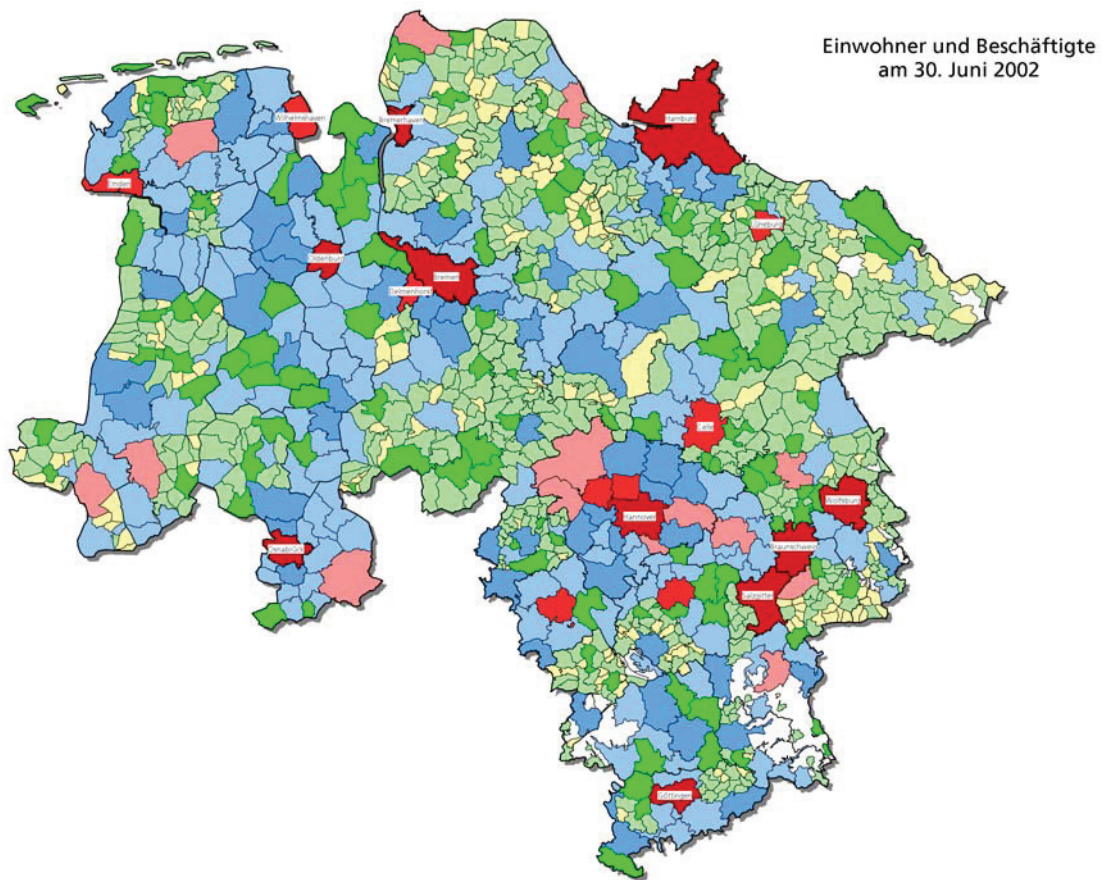 Einwohner und Beschäftigte
am 30. Juni 2002
Wilhelmshaven
Bremerhaven
Hamburg
Emden
Lüneburg
Oldenburg
Bremen
Delmenhorst
Celle
Wolfsburg
Hannover
Osnabrück
Braunschweig
Salzgitter
Göttingen